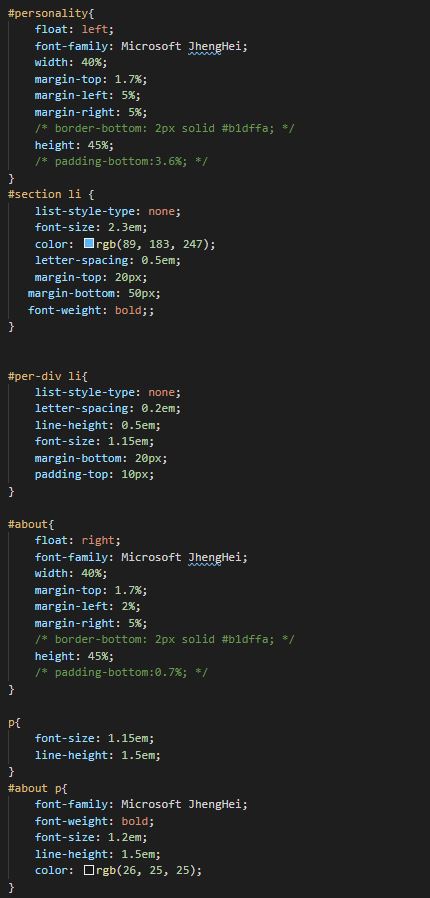 #personality{
    float: left;
    font-family: Microsoft JhengHei;
    width: 40%;
    margin-top: 1.7%;
    margin-left: 5%;
    margin-right: 5%;
    /* border-bottom: 2px solid #b1dffa; */
    height: 45%;
    /* padding-bottom:3.6%; */
}
#section li {
    list-style-type: none;
    font-size: 2.3em;
    color: rgb(89, 183, 247);
    letter-spacing: 0.5em;
    margin-top: 20px;
   margin-bottom: 50px;
   font-weight: bold;;
}
#per-div li{
    list-style-type: none;
    letter-spacing: 0.2em;
    line-height: 0.5em;
    font-size: 1.15em;
    margin-bottom: 20px;
    padding-top: 10px;
}
#about{
    float: right;
    font-family: Microsoft JhengHei;
    width: 40%;
    margin-top: 1.7%;
    margin-left: 2%;
    margin-right: 5%;
    /* border-bottom: 2px solid #b1dffa; */
    height: 45%;
    /* padding-bottom:0.7%; */
}
p{
    font-size: 1.15em;
    line-height: 1.5em;
}
#about p{
    font-family: Microsoft JhengHei;
    font-weight: bold;
    font-size: 1.2em;
    line-height: 1.5em;
    color: rgb(26, 25, 25);
}